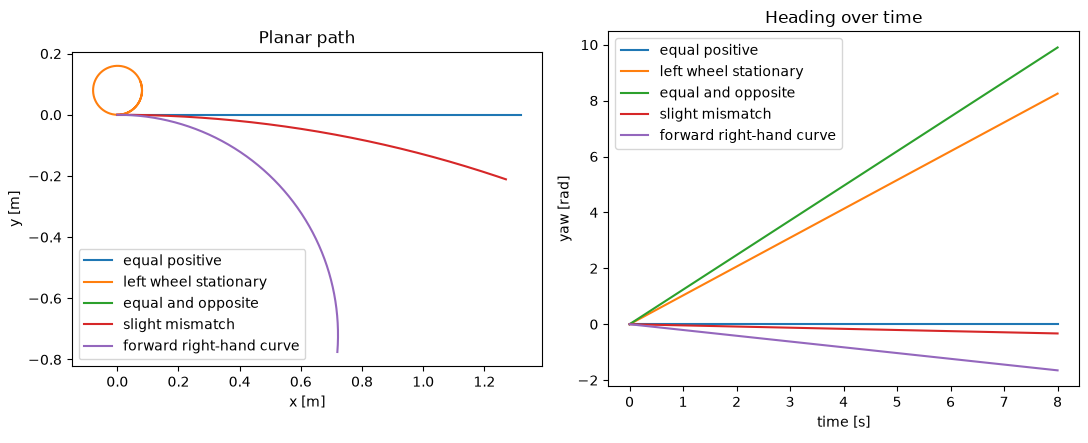 Planar path
y [m]
0.2
0.0
−0.2
−0.4
−0.6
−0.8
equal positive
left wheel stationary
equal and opposite
slight mismatch
forward right-hand curve
0.0 0.2 0.4 0.6 0.8 1.0 1.2
x [m]
Heading over time
yaw [rad]
10
8
6
4
2
0
−2
equal positive
left wheel stationary
equal and opposite
slight mismatch
forward right-hand curve
0 1 2 3 4 5 6 7 8
time [s]